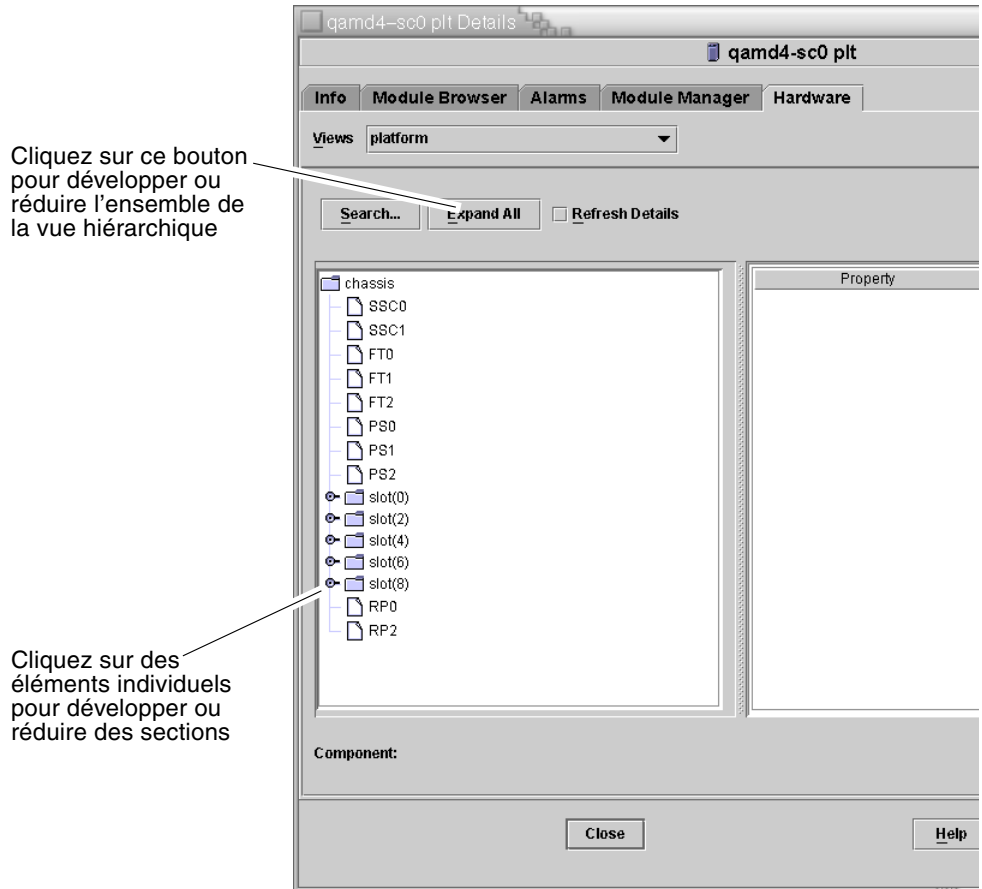 qamd4–sc0 plt Details
qamd4-sc0 plt
Info Module Browser Alarms Module Manager Hardware
Views platform
Cliquez sur ce bouton
pour développer ou
réduire l'ensemble de
la vue hiérarchique
Search... Expand All Refresh Details
chassis
SSC0
SSC1
FT0
FT1
FT2
PS0
PS1
PS2
slot(0)
slot(2)
slot(4)
slot(6)
slot(8)
RP0
RP2
Property
Cliquez sur des
éléments individuels
pour développer ou
réduire des sections
Component:
Close Help